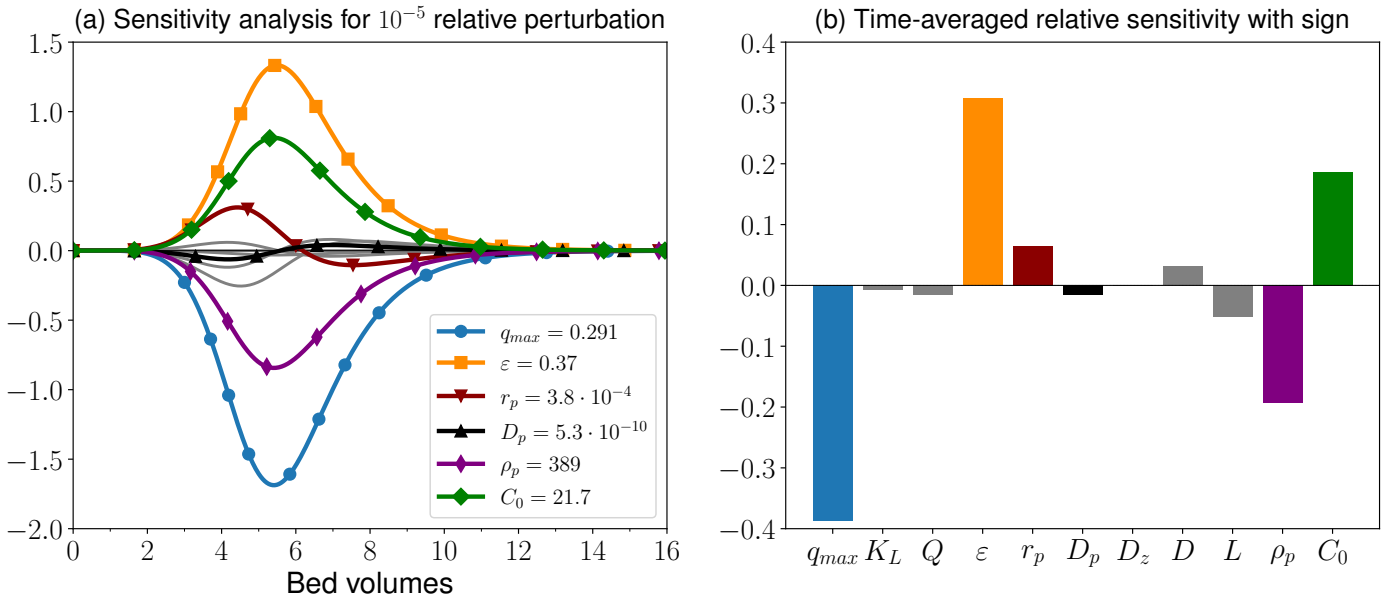 (a) Sensitivity analysis for 10⁻⁵ relative perturbation
1.5
1.0
0.5
0.0
−0.5
−1.0
−1.5
−2.0
0 2 4 6 8 10 12 14 16
Bed volumes
q_max = 0.291
ε = 0.37
r_p = 3.8 · 10⁻⁴
D_p = 5.3 · 10⁻¹⁰
ρ_p = 389
C_0 = 21.7
(b) Time-averaged relative sensitivity with sign
0.4
0.3
0.2
0.1
0.0
−0.1
−0.2
−0.3
−0.4
q_max K_L Q ε r_p D_p D_z D L ρ_p C_0